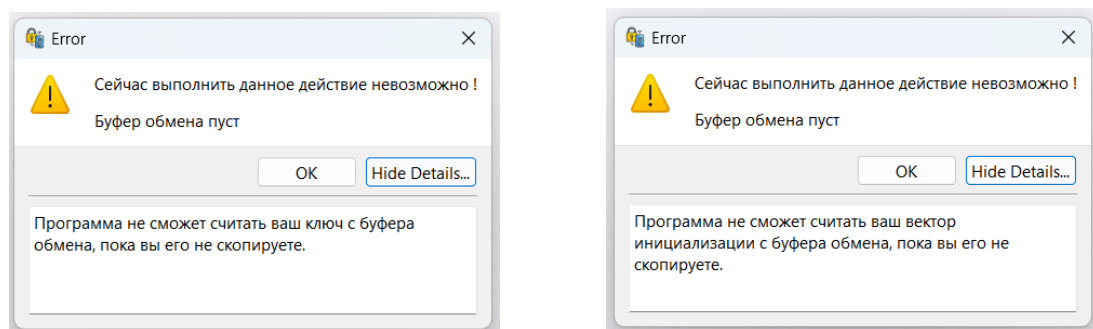 Error
Сейчас выполнить данное действие невозможно !
Буфер обмена пуст
OK
Hide Details...
Программа не сможет считать ваш ключ с буфера
обмена, пока вы его не скопируете.
Error
Сейчас выполнить данное действие невозможно !
Буфер обмена пуст
OK
Hide Details...
Программа не сможет считать ваш вектор
инициализации с буфера обмена, пока вы его не
скопируете.